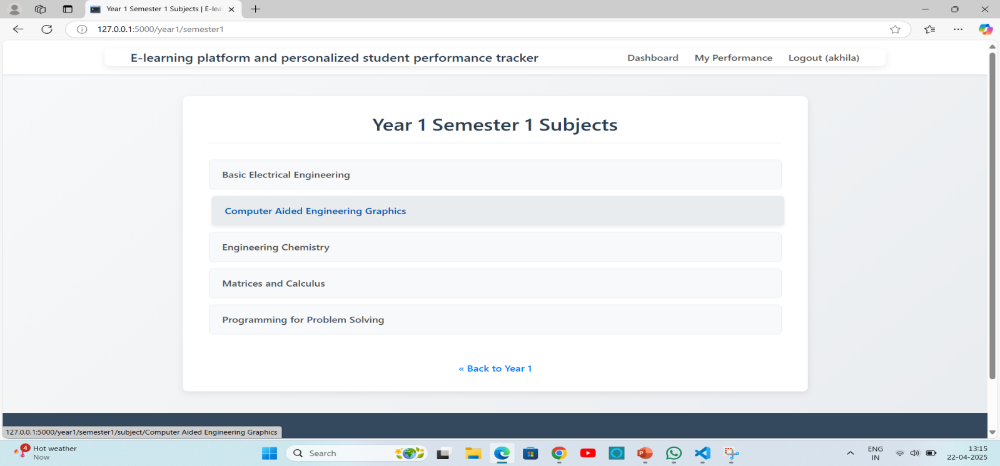 Year 1 Semester 1 Subjects | E-lea
127.0.0.1:5000/year1/semester1
E-learning platform and personalized student performance tracker
Dashboard
My Performance
Logout (akhila)
Year 1 Semester 1 Subjects
Basic Electrical Engineering
Computer Aided Engineering Graphics
Engineering Chemistry
Matrices and Calculus
Programming for Problem Solving
« Back to Year 1
127.0.0.1:5000/year1/semester1/subject/Computer Aided Engineering Graphics
4
Hot weather
Now
Search
P
ENG
IN
13:15
22-04-2025